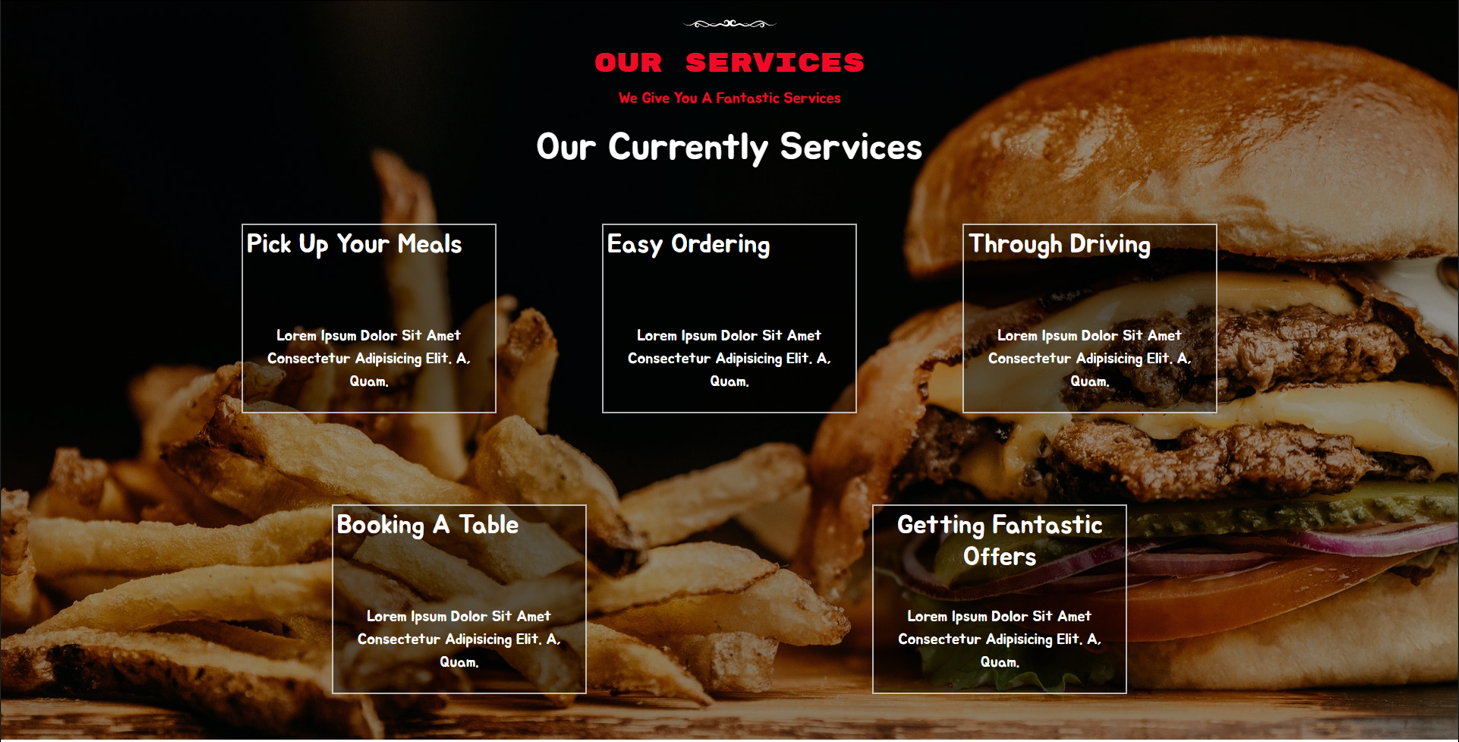 OUR SERVICES
We Give You A Fantastic Services
Our Currently Services
Pick Up Your Meals
Lorem Ipsum Dolor Sit Amet
Consectetur Adipisicing Elit. A,
Quam.
Easy Ordering
Lorem Ipsum Dolor Sit Amet
Consectetur Adipisicing Elit. A,
Quam.
Through Driving
Lorem Ipsum Dolor Sit Amet
Consectetur Adipisicing Elit. A,
Quam.
Booking A Table
Lorem Ipsum Dolor Sit Amet
Consectetur Adipisicing Elit. A,
Quam.
Getting Fantastic
Offers
Lorem Ipsum Dolor Sit Amet
Consectetur Adipisicing Elit. A,
Quam.